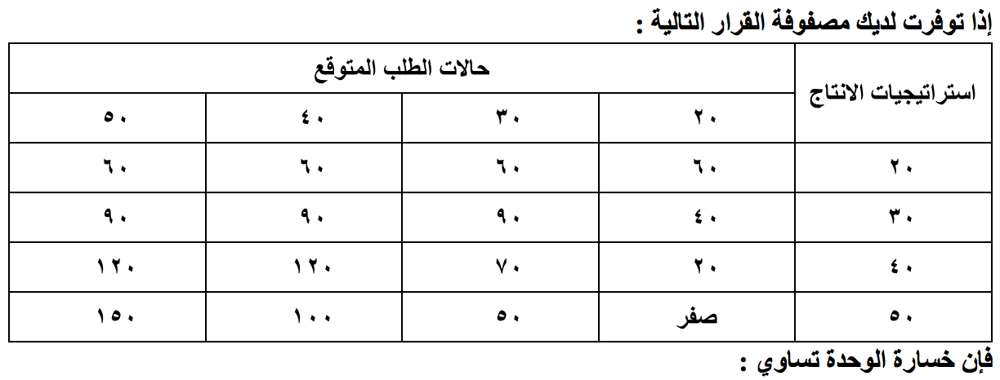 إذا توفرت لديك مصفوفة القرار التالية :
استراتيجيات الانتاج
حالات الطلب المتوقع
٢٠ ٣٠ ٤٠ ٥٠
٢٠ ٦٠ ٦٠ ٦٠ ٦٠
٣٠ ٤٠ ٩٠ ٩٠ ٩٠
٤٠ ٢٠ ٧٠ ١٢٠ ١٢٠
٥٠ صفر ٥٠ ١٠٠ ١٥٠
فإن خسارة الوحدة تساوي :